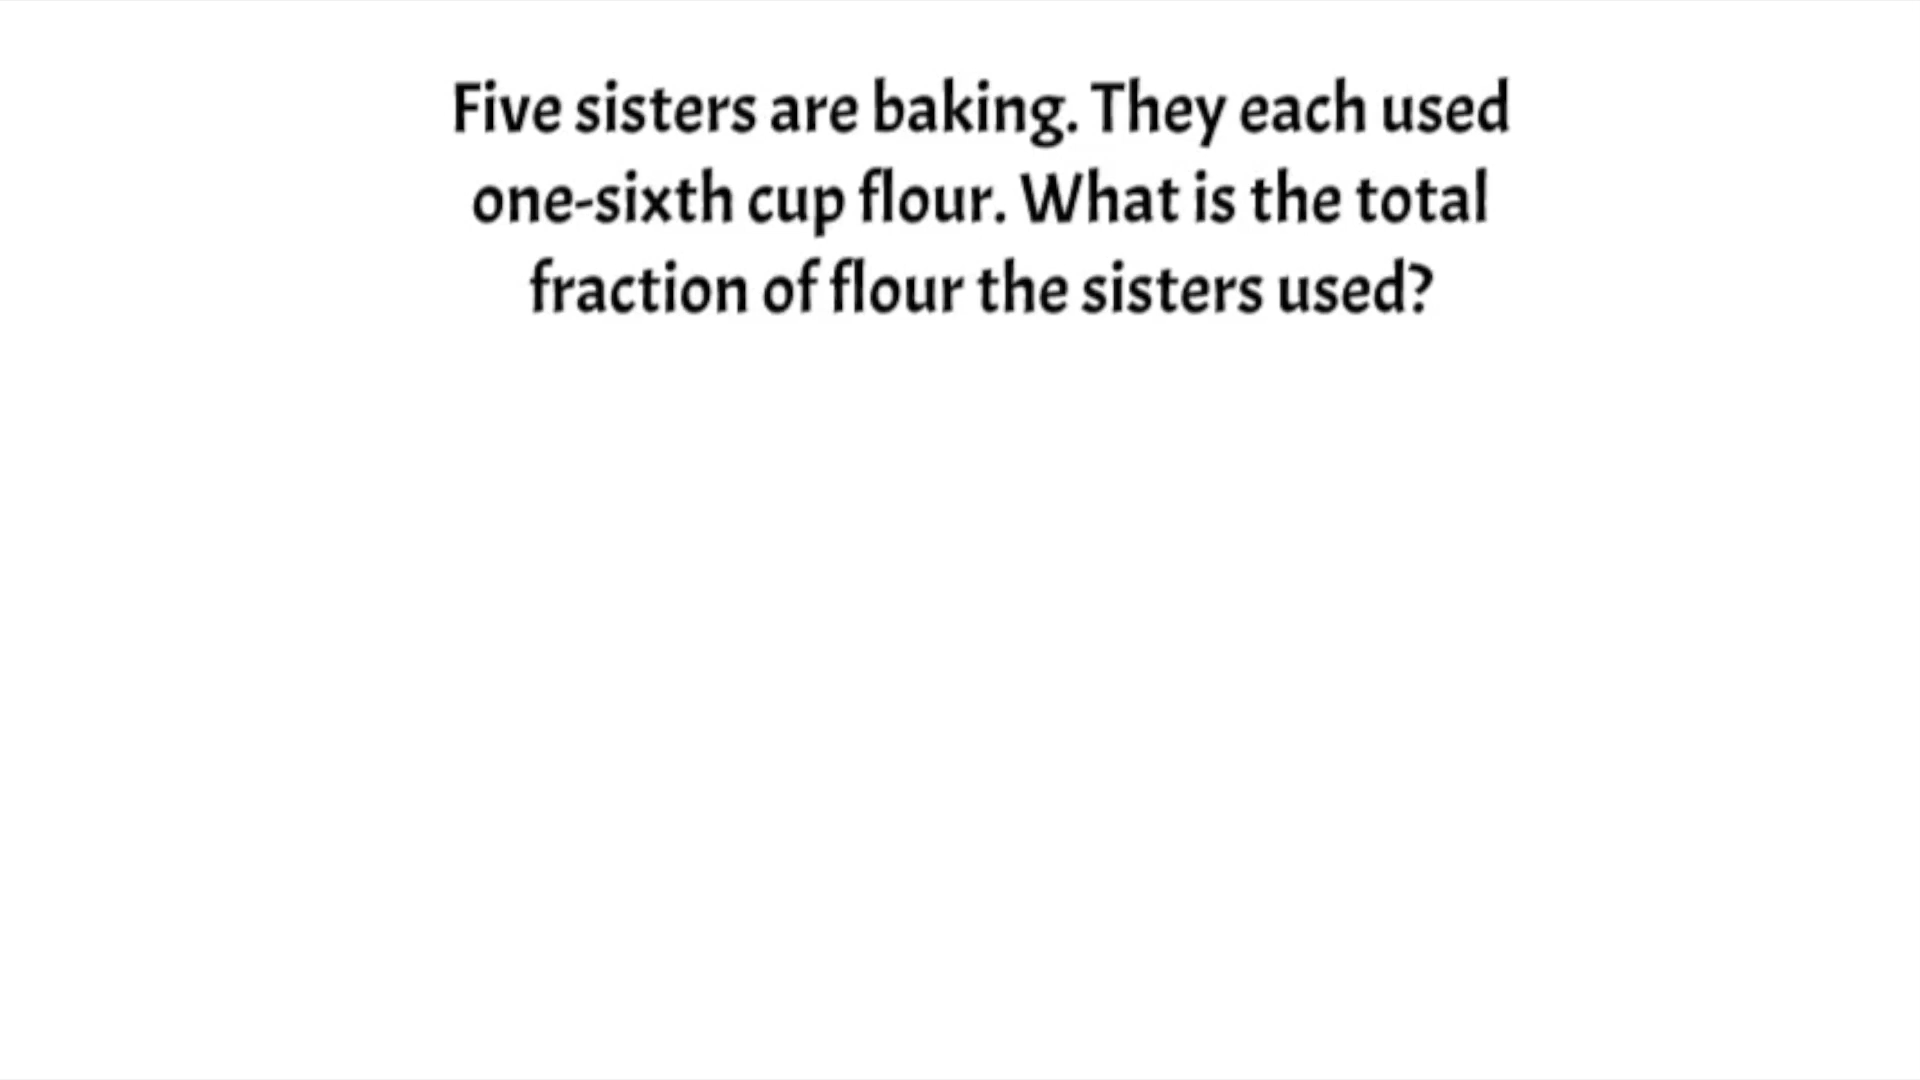 Five sisters are baking. They each used
one-sixth cup flour. What is the total
fraction of flour the sisters used?